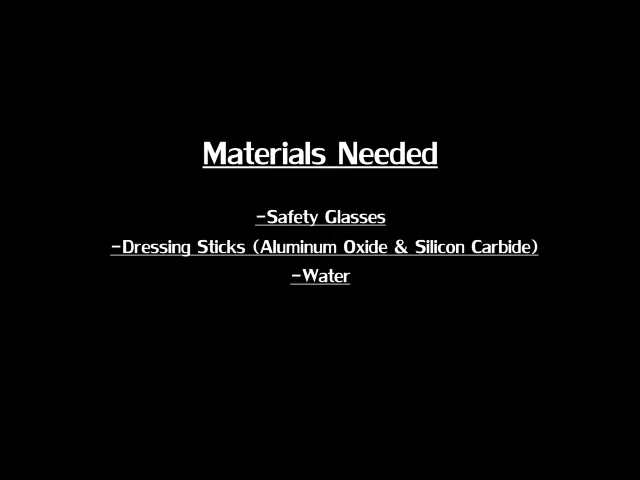 Materials Needed
-Safety Glasses
-Dressing Sticks (Aluminum Oxide & Silicon Carbide)
-Water